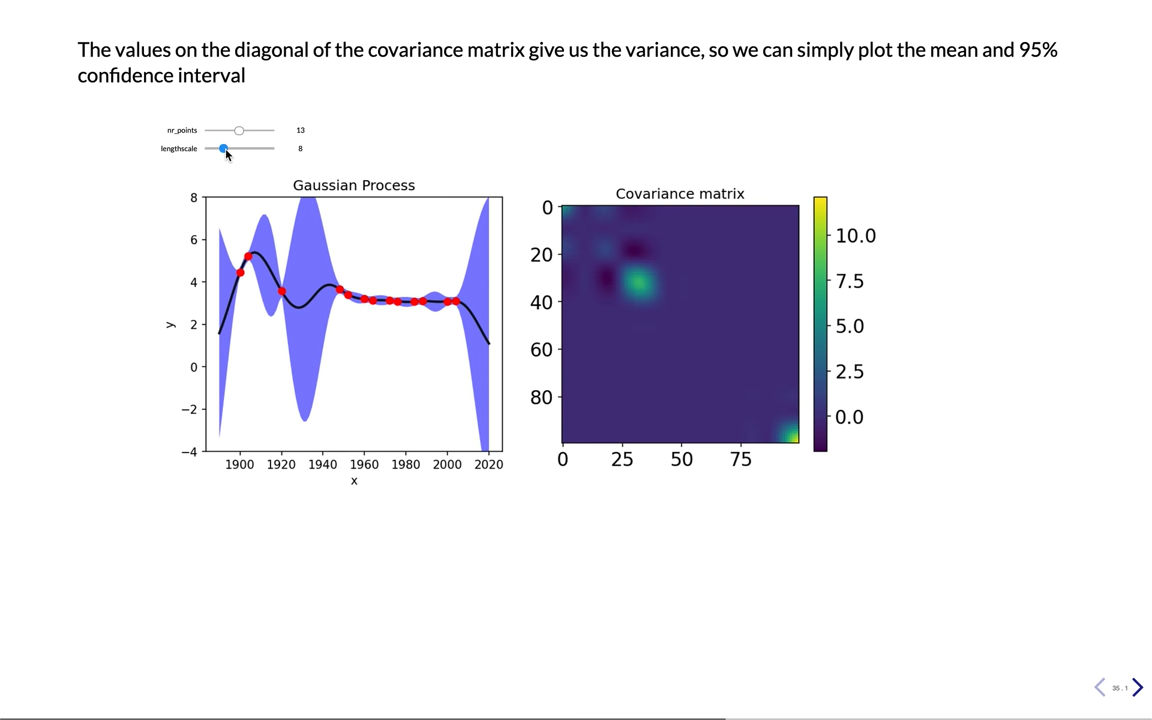 The values on the diagonal of the covariance matrix give us the variance, so we can simply plot the mean and 95%
confidence interval
nr_points 13
lengthscale 8
Gaussian Process
8
6
4
2
0
−2
−4
y
1900 1920 1940 1960 1980 2000 2020
x
Covariance matrix
0
20
40
60
80
0 25 50 75
10.0
7.5
5.0
2.5
0.0
35 . 1